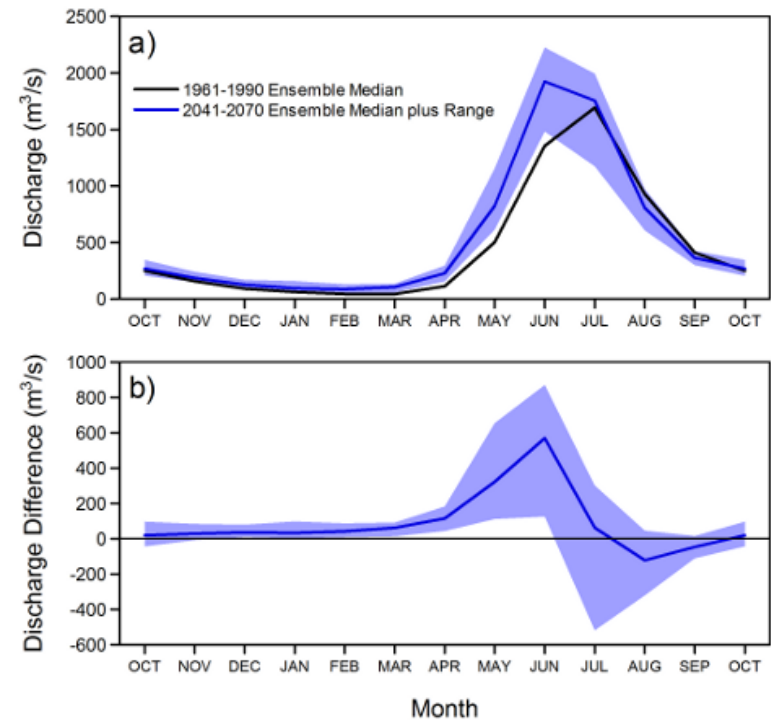 2500
a)
2000
1961-1990 Ensemble Median
2041-2070 Ensemble Median plus Range
1500
1000
500
0
Discharge (m³/s)
OCT NOV DEC JAN FEB MAR APR MAY JUN JUL AUG SEP OCT
1000
b)
800
600
400
200
0
-200
-400
-600
Discharge Difference (m³/s)
OCT NOV DEC JAN FEB MAR APR MAY JUN JUL AUG SEP OCT
Month